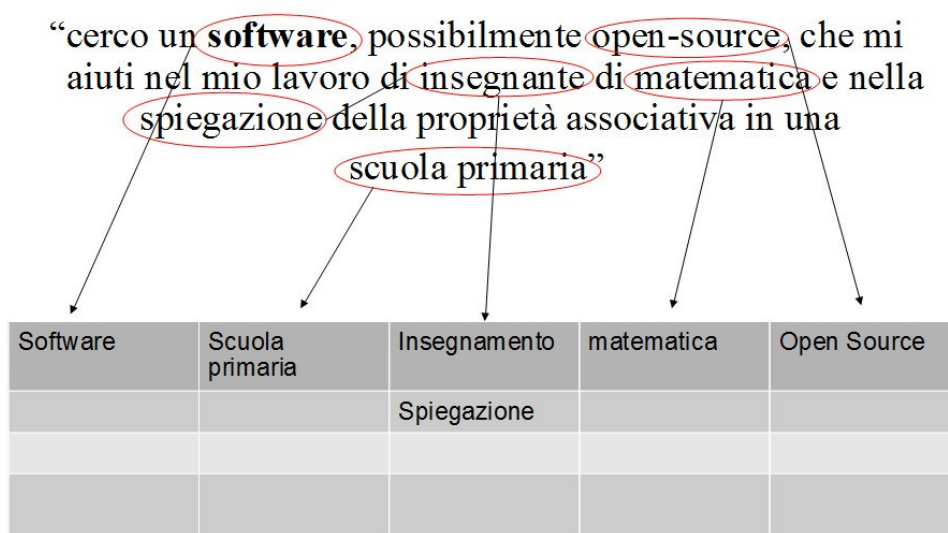 “cerco un software, possibilmente open-source, che mi
aiuti nel mio lavoro di insegnante di matematica e nella
spiegazione della proprietà associativa in una
scuola primaria”
Software
Scuola
primaria
Insegnamento
matematica
Open Source
Spiegazione